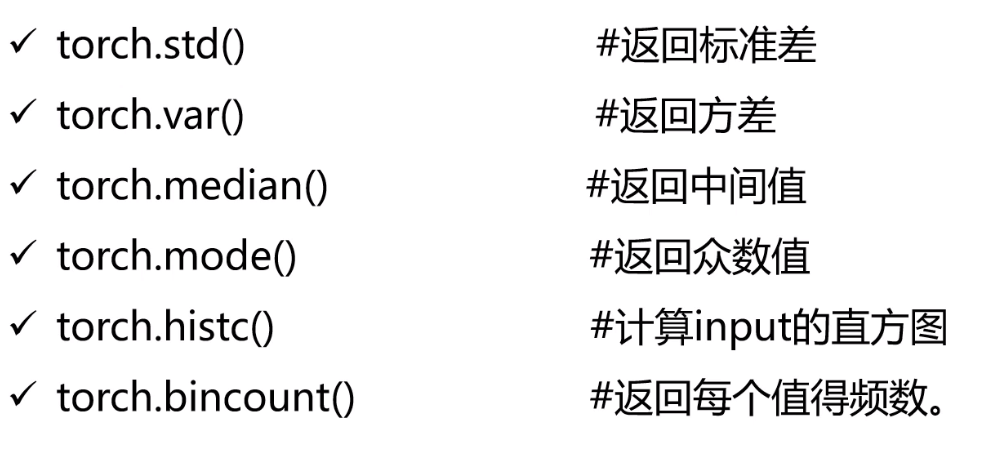 ✓ torch.std() #返回标准差
✓ torch.var() #返回方差
✓ torch.median() #返回中间值
✓ torch.mode() #返回众数值
✓ torch.histc() #计算input的直方图
✓ torch.bincount() #返回每个值得频数。